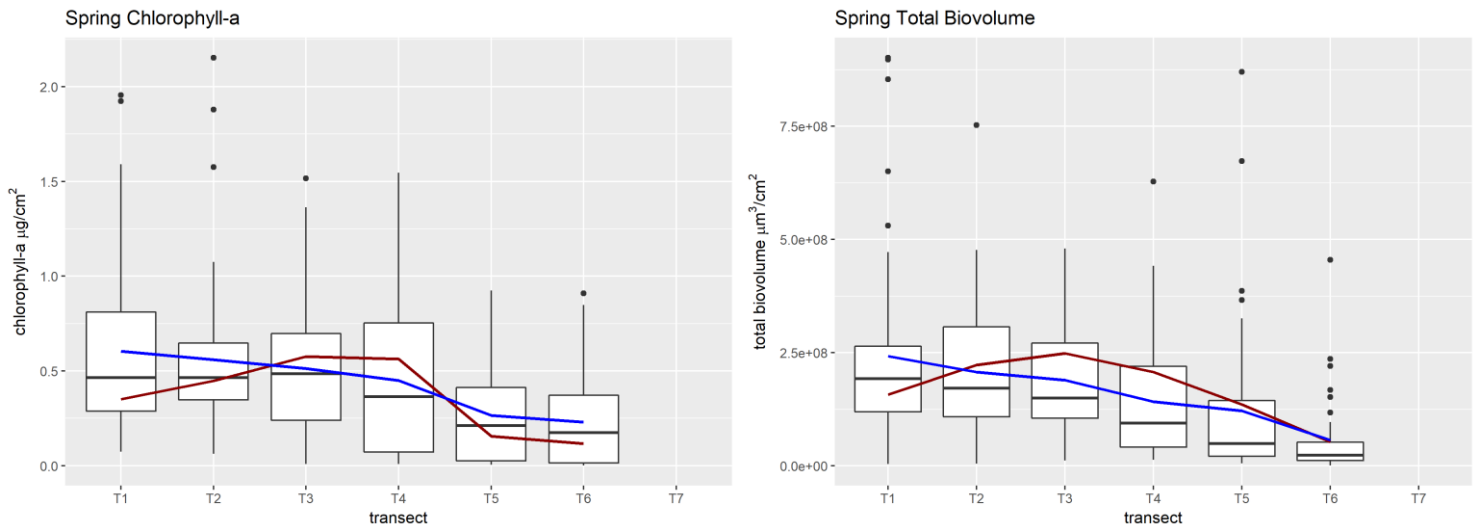 Spring Chlorophyll-a
chlorophyll-a µg/cm²
2.0
1.5
1.0
0.5
0.0
T1 T2 T3 T4 T5 T6 T7
transect
Spring Total Biovolume
total biovolume µm³/cm²
7.5e+08
5.0e+08
2.5e+08
0.0e+00
T1 T2 T3 T4 T5 T6 T7
transect